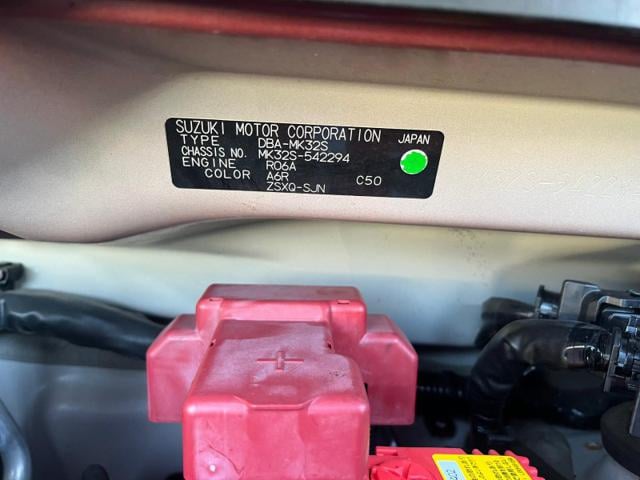 SUZUKI MOTOR CORPORATION JAPAN
TYPE DBA-MK32S
CHASSIS NO. MK32S-542294
ENGINE R06A
COLOR A6R C50
ZSXQ-SJN
+